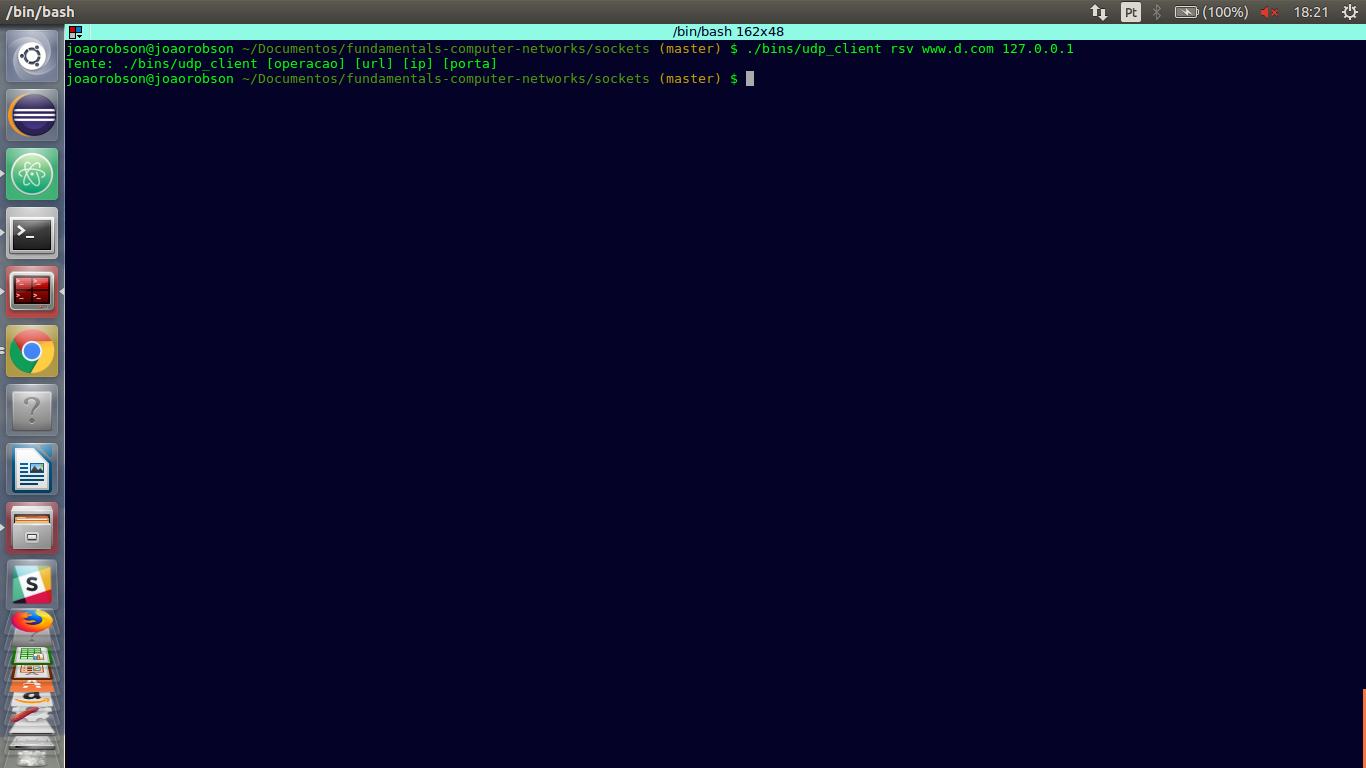 /bin/bash
Pt
(100%)
18:21
/bin/bash 162x48
joaorobson@joaorobson ~/Documentos/fundamentals-computer-networks/sockets (master) $ ./bins/udp_client rsv www.d.com 127.0.0.1
Tente: ./bins/udp_client [operacao] [url] [ip] [porta]
joaorobson@joaorobson ~/Documentos/fundamentals-computer-networks/sockets (master) $
>_
?
S
a